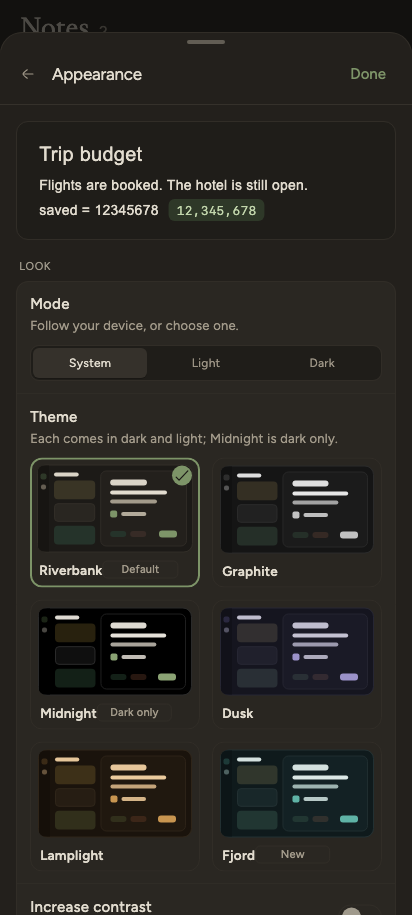 Notes
Appearance
Done
Trip budget
Flights are booked. The hotel is still open.
saved = 12345678 12,345,678
LOOK
Mode
Follow your device, or choose one.
System Light Dark
Theme
Each comes in dark and light; Midnight is dark only.
Riverbank Default
Graphite
Midnight Dark only
Dusk
Lamplight
Fjord New
Increase contrast